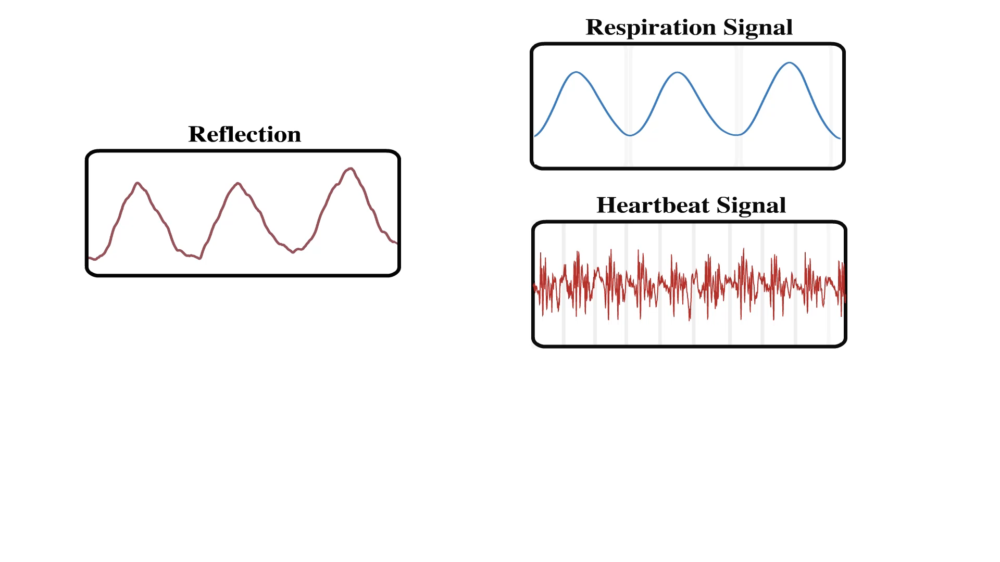 Respiration Signal
Reflection
Heartbeat Signal